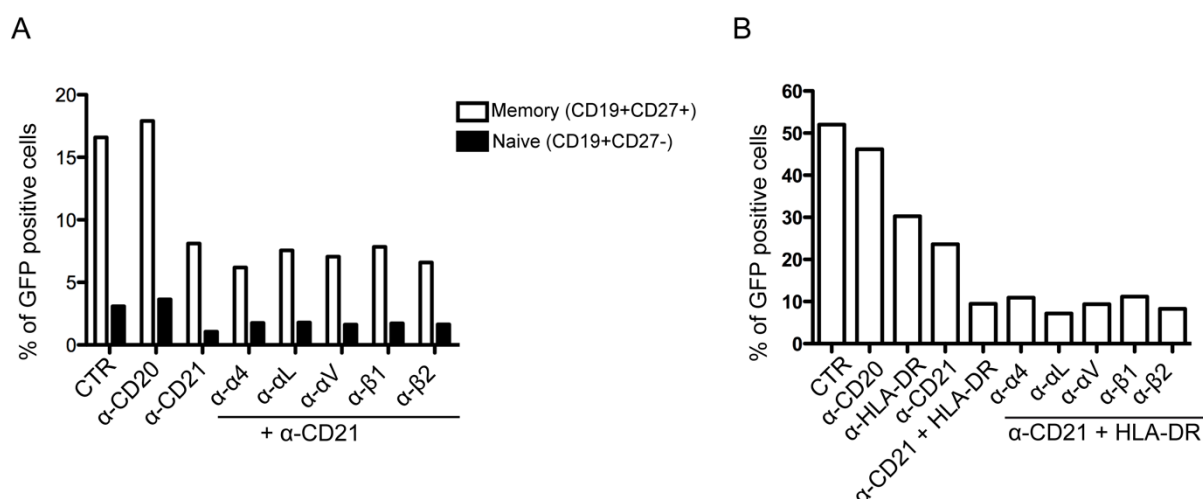 A
% of GFP positive cells
20
15
10
5
0
CTR
α-CD20
α-CD21
α-α4
α-αL
α-αV
α-β1
α-β2
+ α-CD21
Memory (CD19+CD27+)
Naive (CD19+CD27-)
B
% of GFP positive cells
60
50
40
30
20
10
0
CTR
α-CD20
α-HLA-DR
α-CD21
α-CD21 + HLA-DR
α-α4
α-αL
α-αV
α-β1
α-β2
α-CD21 + HLA-DR